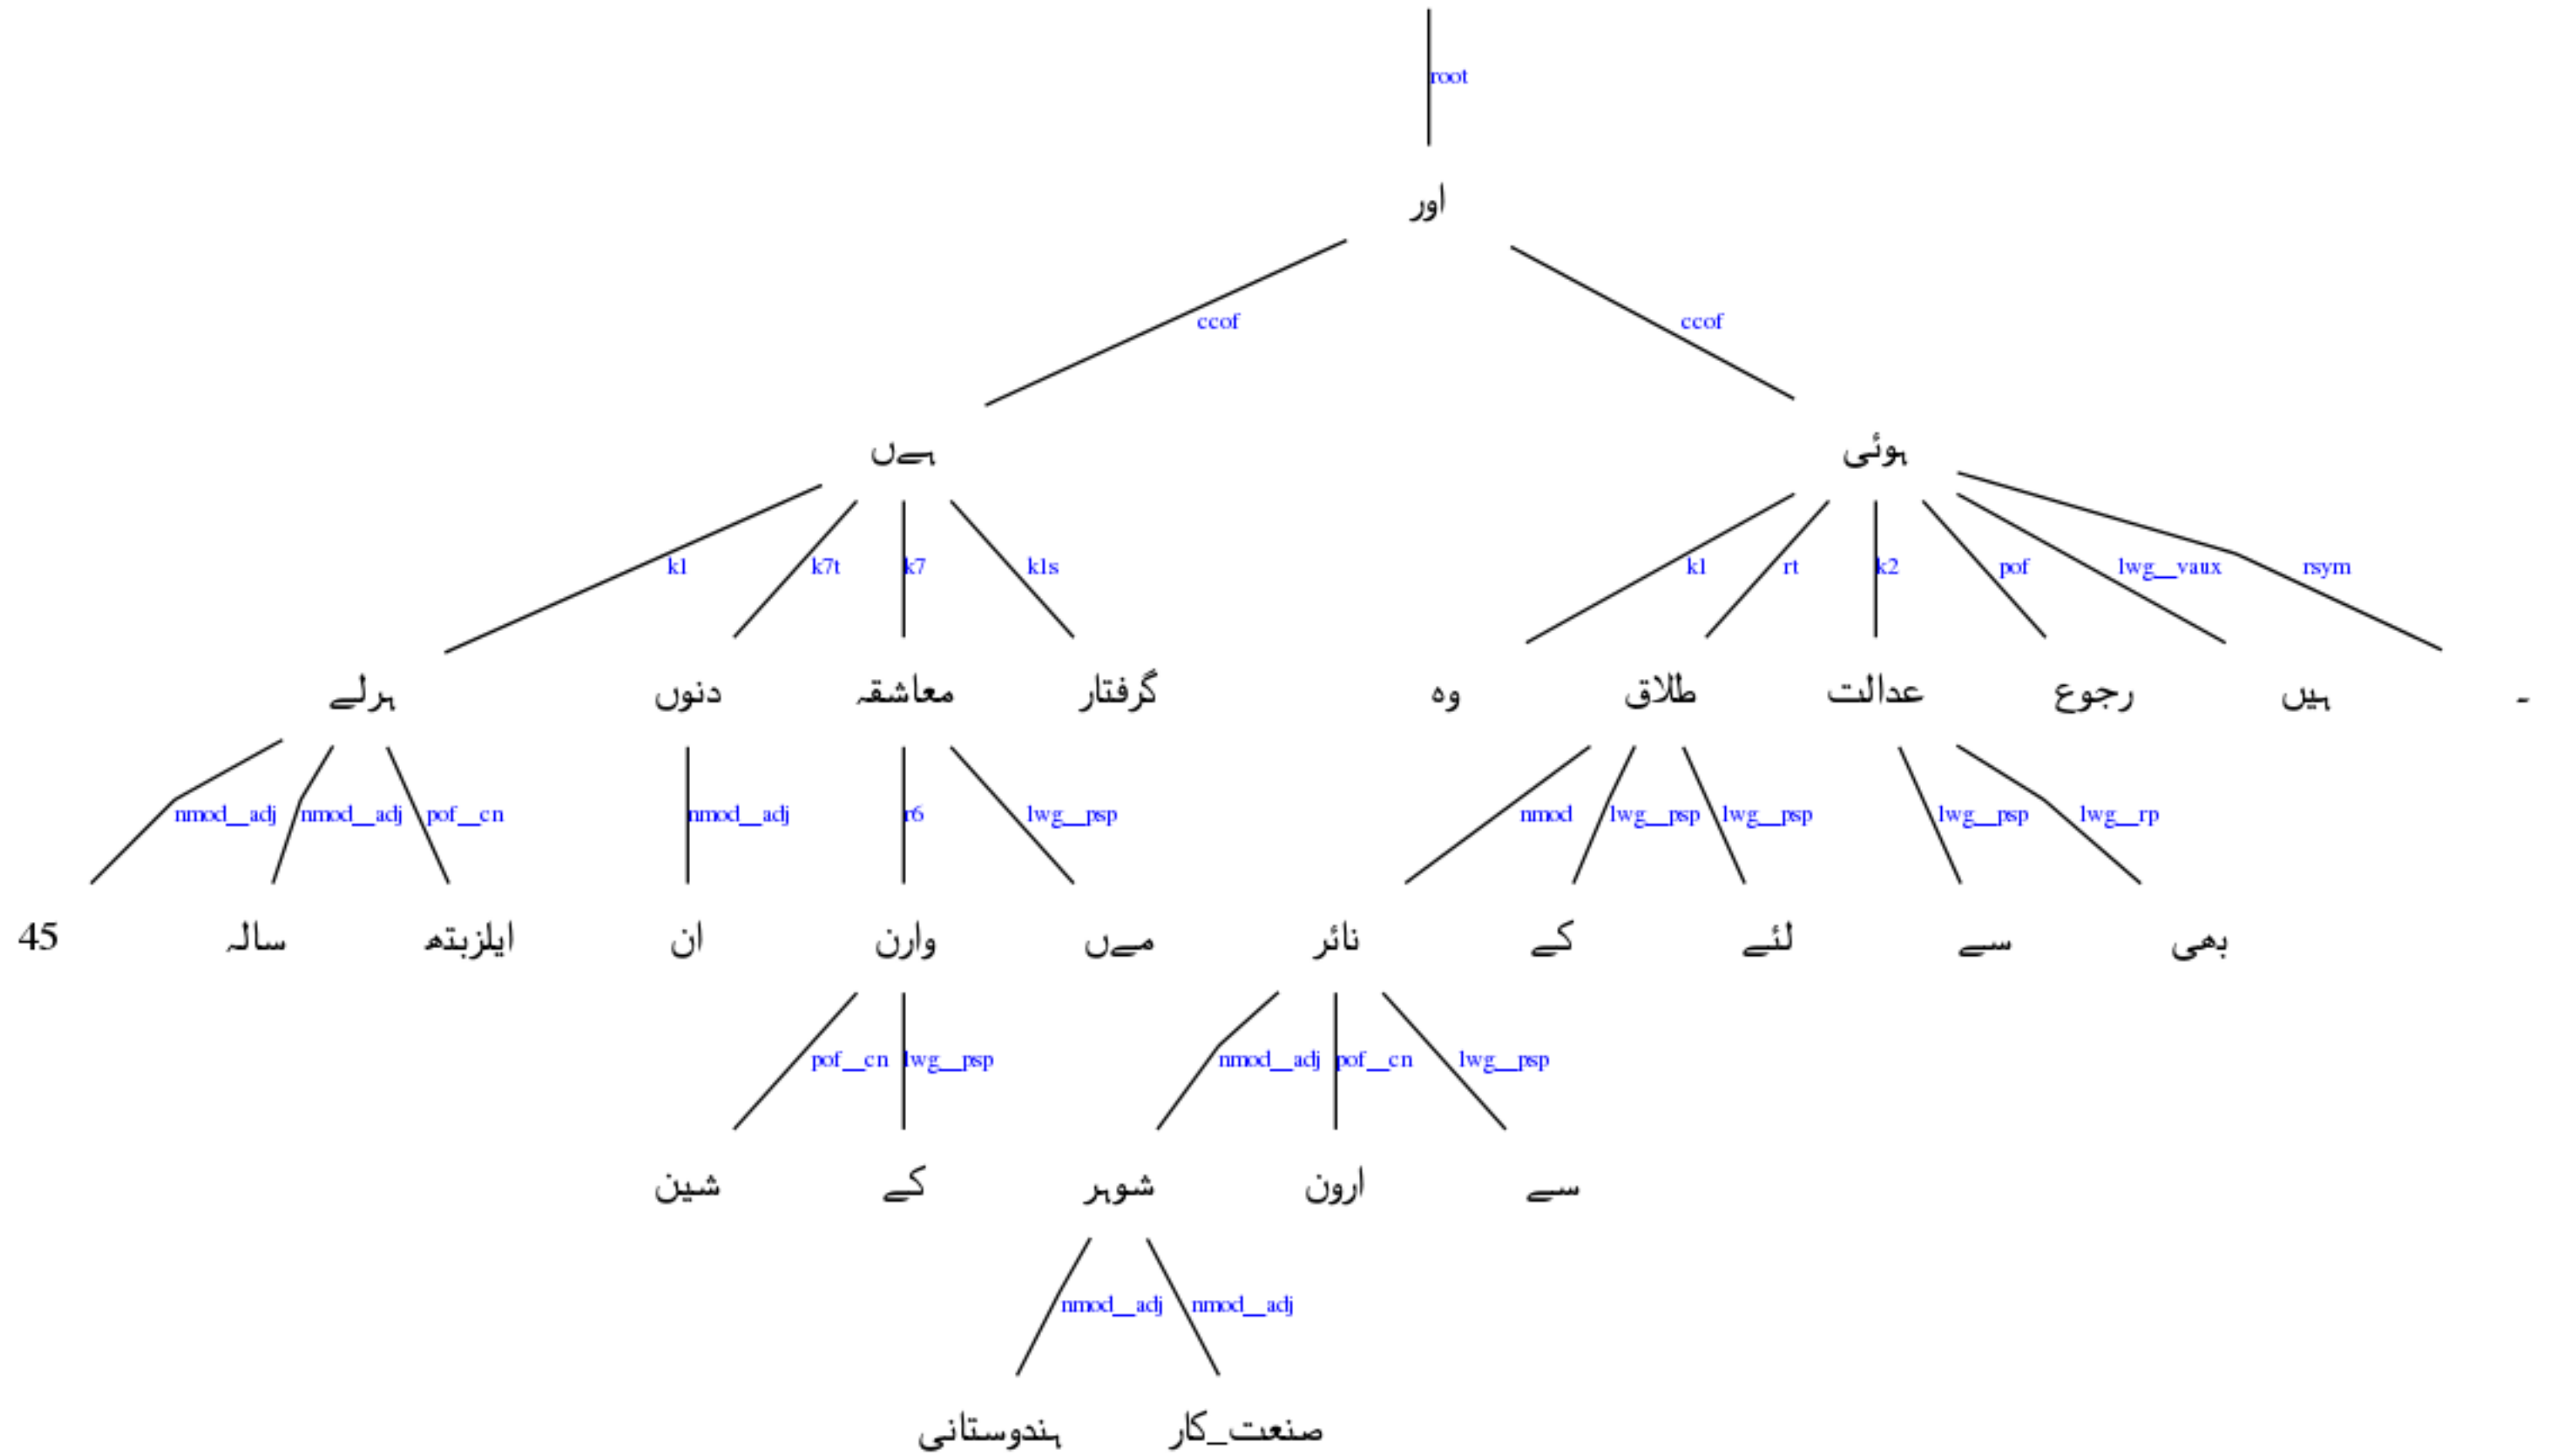 root
اور
ccof ccof
ہےں ہوئی
k1 k7t k7 k1s k1 rt k2 pof lwg__vaux rsym
ہرلے دنوں معاشقہ گرفتار وہ طلاق عدالت رجوع ہیں ۔
nmod__adj nmod__adj pof__cn nmod__adj r6 lwg__psp nmod lwg__psp lwg__psp lwg__psp lwg__rp
45 سالہ ایلزبتھ ان وارن مےں نائر کے لئے سے بھی
pof__cn lwg__psp nmod__adj pof__cn lwg__psp
شین کے شوہر ارون سے
nmod__adj nmod__adj
ہندوستانی صنعت_کار